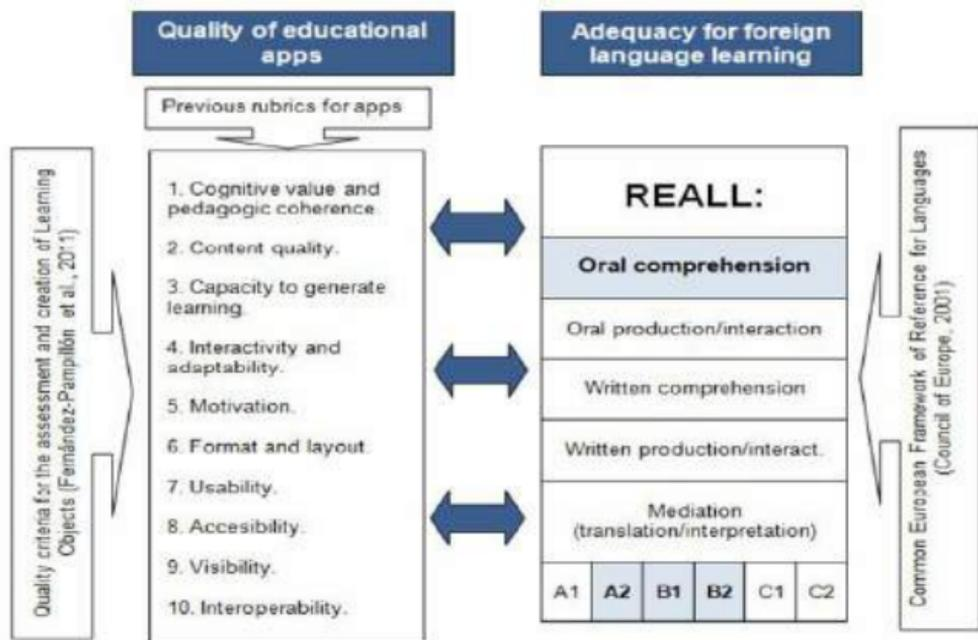 Quality of educational
apps
Adequacy for foreign
language learning
Previous rubrics for apps
Quality criteria for the assessment and creation of Learning
Objects (Fernández-Pampillón et al., 2011)
1. Cognitive value and
pedagogic coherence.
2. Content quality.
3. Capacity to generate
learning.
4. Interactivity and
adaptability.
5. Motivation.
6. Format and layout.
7. Usability.
8. Accesibility.
9. Visibility.
10. Interoperability.
REALL:
Oral comprehension
Oral production/interaction
Written comprehension
Written production/interact.
Mediation
(translation/interpretation)
A1 A2 B1 B2 C1 C2
Common European Framework of Reference for Languages
(Council of Europe, 2001)